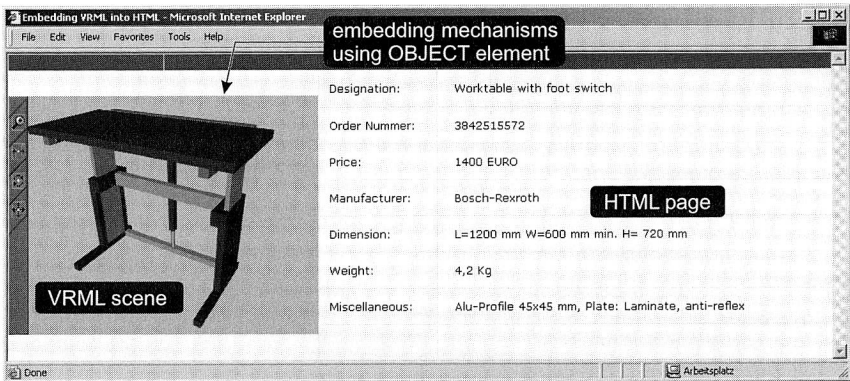 Embedding VRML into HTML - Microsoft Internet Explorer
File Edit View Favorites Tools Help
embedding mechanisms
using OBJECT element
Designation: Worktable with foot switch
Order Nummer: 3842515572
Price: 1400 EURO
Manufacturer: Bosch-Rexroth
HTML page
Dimension: L=1200 mm W=600 mm min. H= 720 mm
Weight: 4,2 Kg
VRML scene
Miscellaneous: Alu-Profile 45x45 mm, Plate: Laminate, anti-reflex
Done Arbeitsplatz